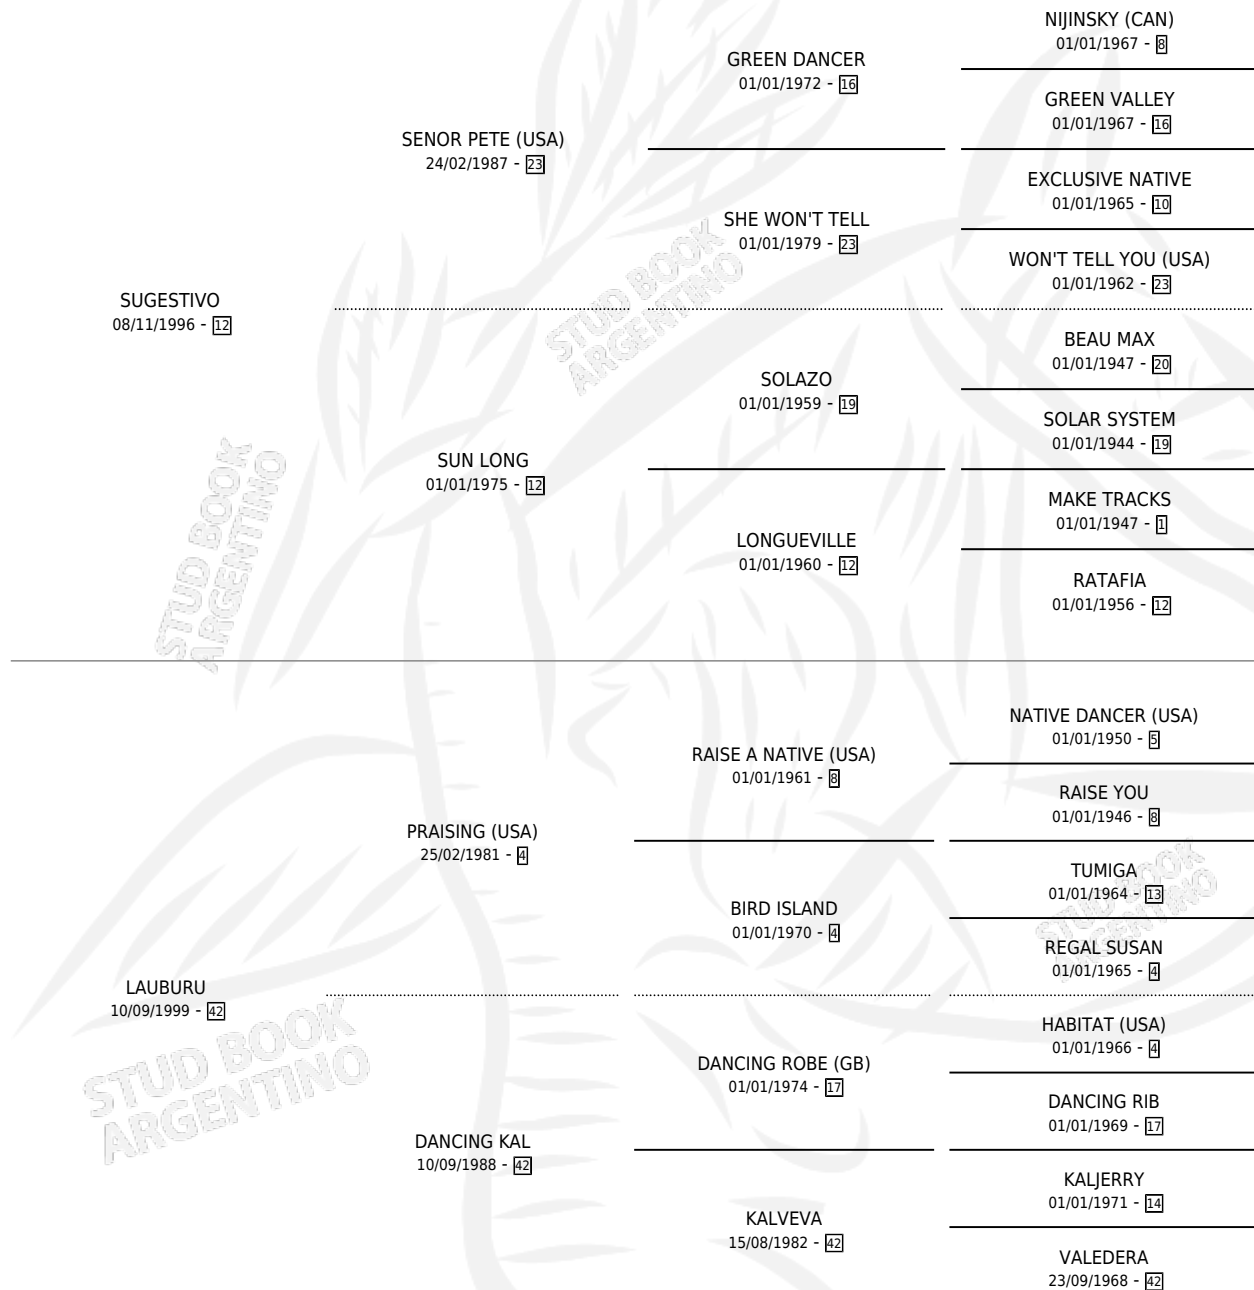 NIJINSKY (CAN)
01/01/1967 - 8
GREEN DANCER
01/01/1972 - 16
GREEN VALLEY
01/01/1967 - 16
SENOR PETE (USA)
24/02/1987 - 23
EXCLUSIVE NATIVE
01/01/1965 - 10
SHE WON'T TELL
01/01/1979 - 23
WON'T TELL YOU (USA)
01/01/1962 - 23
SUGESTIVO
08/11/1996 - 12
BEAU MAX
01/01/1947 - 20
SOLAZO
01/01/1959 - 19
SOLAR SYSTEM
01/01/1944 - 19
SUN LONG
01/01/1975 - 12
MAKE TRACKS
01/01/1947 - 1
LONGUEVILLE
01/01/1960 - 12
RATAFIA
01/01/1956 - 12
NATIVE DANCER (USA)
01/01/1950 - 5
RAISE A NATIVE (USA)
01/01/1961 - 8
RAISE YOU
01/01/1946 - 8
PRAISING (USA)
25/02/1981 - 4
TUMIGA
01/01/1964 - 13
BIRD ISLAND
01/01/1970 - 4
REGAL SUSAN
01/01/1965 - 4
LAUBURU
10/09/1999 - 42
HABITAT (USA)
01/01/1966 - 4
DANCING ROBE (GB)
01/01/1974 - 17
DANCING RIB
01/01/1969 - 17
DANCING KAL
10/09/1988 - 42
KALJERRY
01/01/1971 - 14
KALVEVA
15/08/1982 - 42
VALEDERA
23/09/1968 - 42
STUD BOOK
ARGENTINO
STUD BOOK
ARGENTINO
STUD BOOK
ARGENTINO
STUD BOOK
ARGENTINO